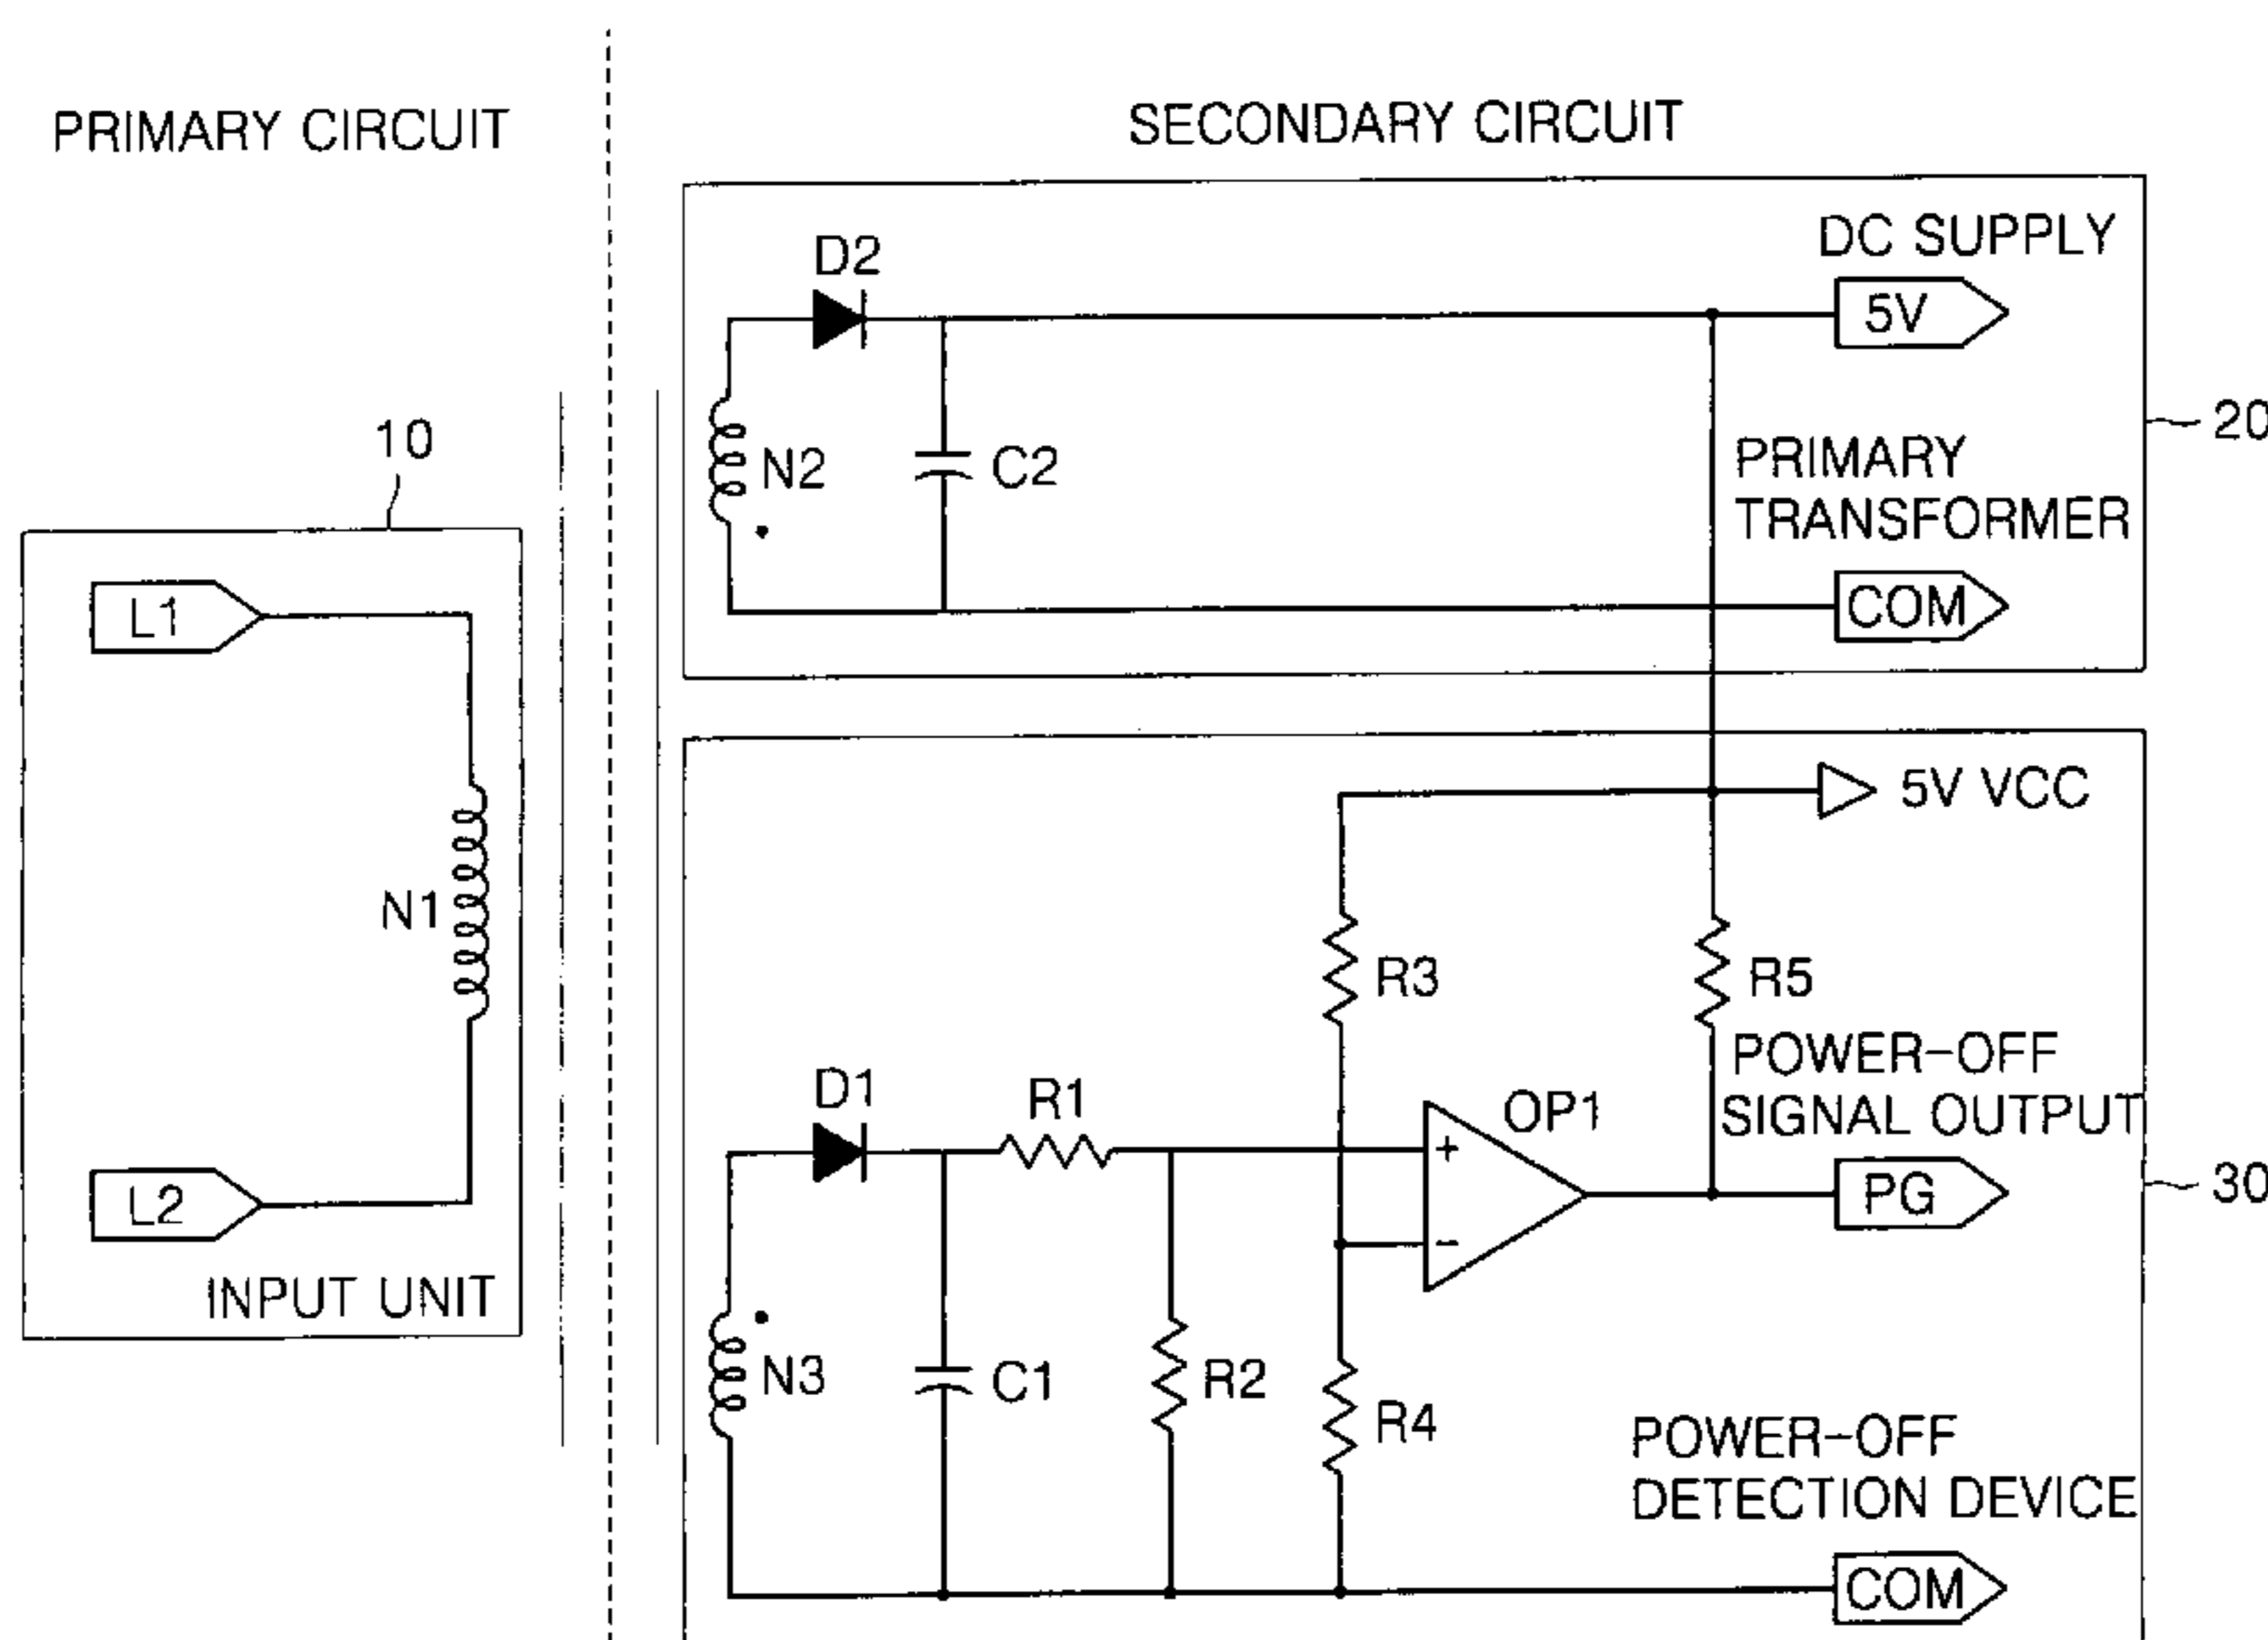 PRIMARY CIRCUIT
SECONDARY CIRCUIT
DC SUPPLY
D2
5V
20
10
N2
C2
PRIMARY
TRANSFORMER
L1
COM
5V VCC
N1
R3
R5
POWER-OFF
SIGNAL OUTPUT
D1
R1
OP1
+
PG
30
L2
-
INPUT UNIT
N3
C1
R2
R4
POWER-OFF
DETECTION DEVICE
COM